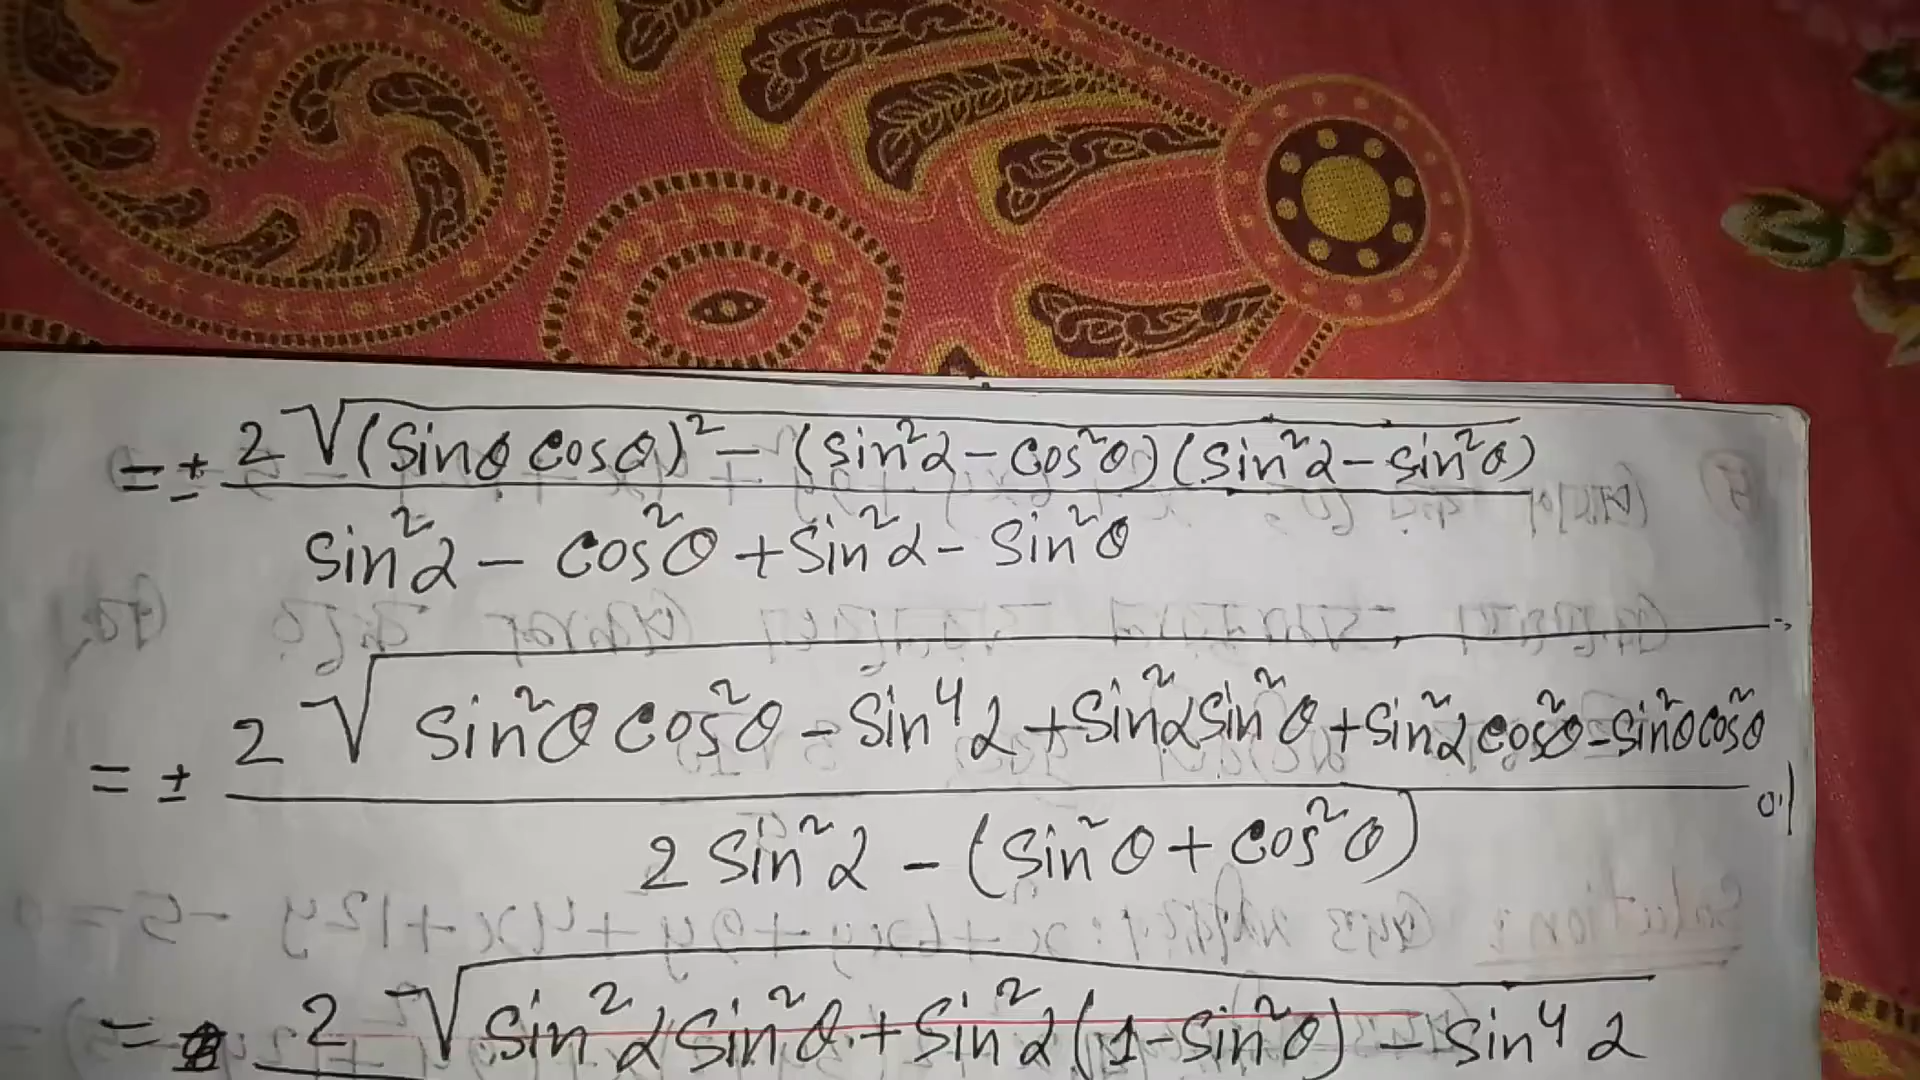 = ± 2√(sinθ cosθ)² − (sin²α − cos²θ)(sin²α − sin²θ)
sin²α − cos²θ + sin²α − sin²θ
= ± 2√sin²θ cos²θ − sin⁴α + sin²α sin²θ + sin²α cos²θ − sin²θ cos²θ
2 sin²α − (sin²θ + cos²θ)
= 2√sin²α sin²θ + sin²α(1 − sin²θ) − sin⁴α